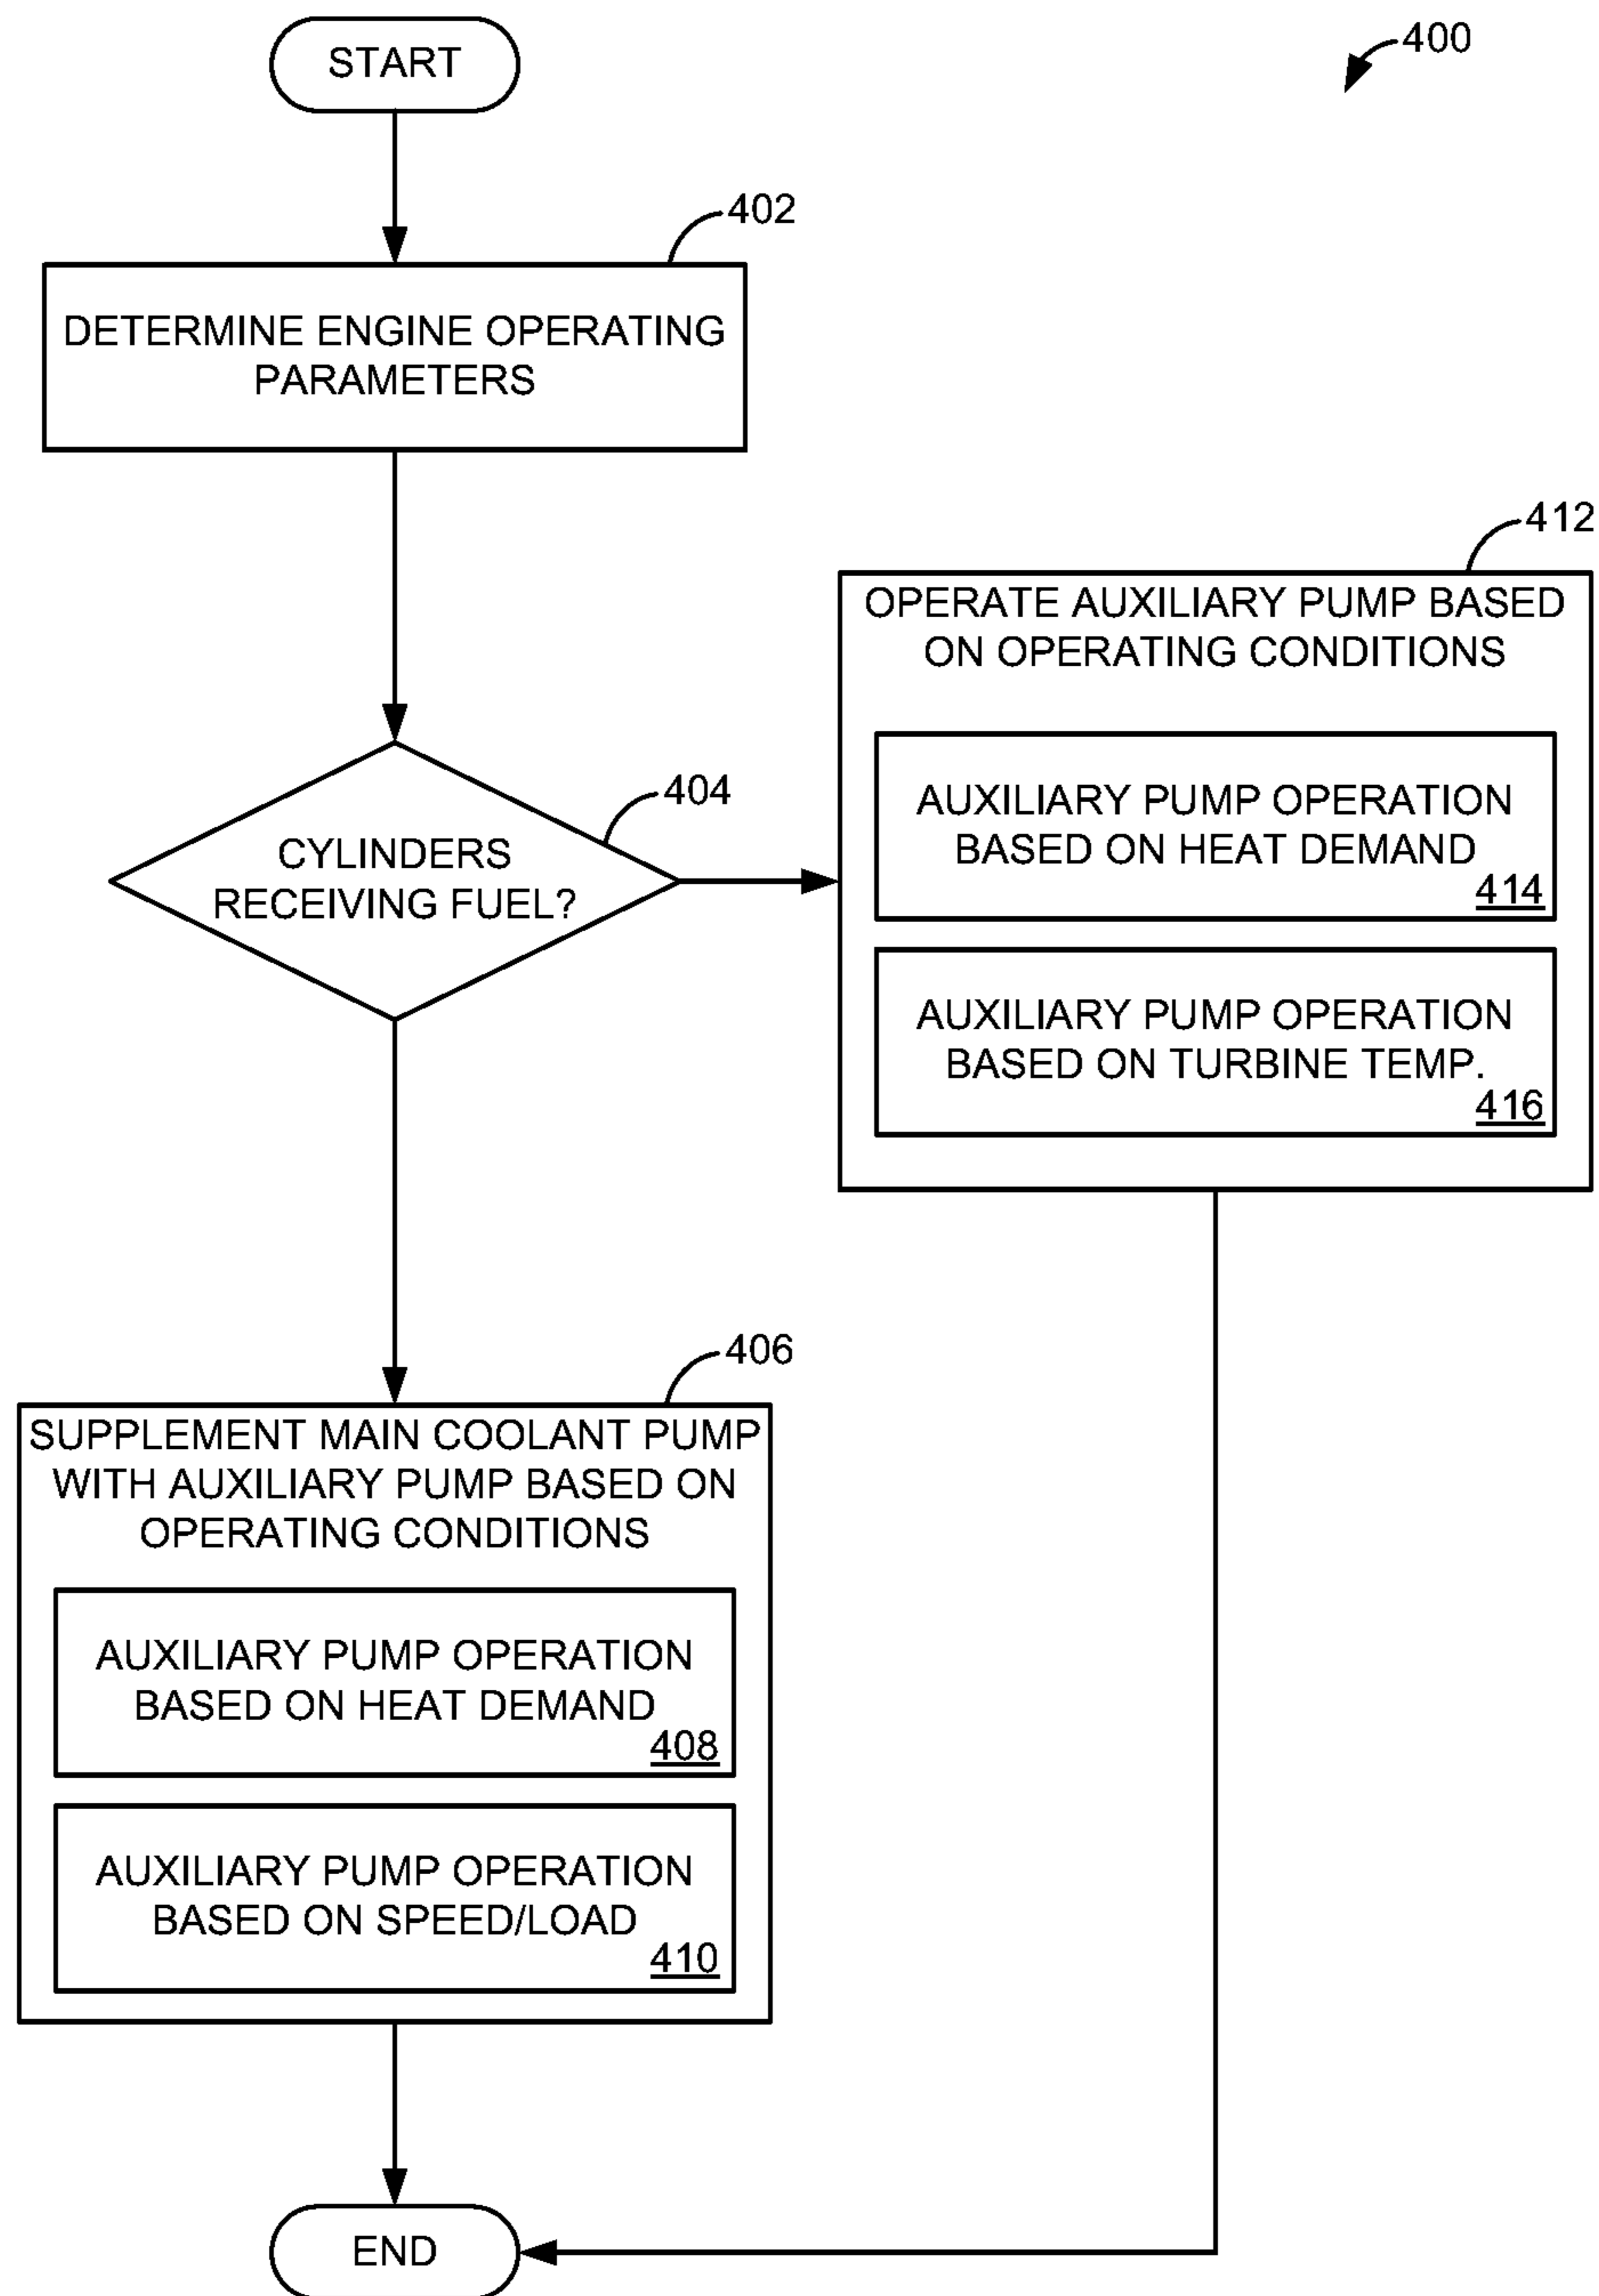 START
400
402
DETERMINE ENGINE OPERATING
PARAMETERS
404
CYLINDERS
RECEIVING FUEL?
412
OPERATE AUXILIARY PUMP BASED
ON OPERATING CONDITIONS
AUXILIARY PUMP OPERATION
BASED ON HEAT DEMAND
414
AUXILIARY PUMP OPERATION
BASED ON TURBINE TEMP.
416
406
SUPPLEMENT MAIN COOLANT PUMP
WITH AUXILIARY PUMP BASED ON
OPERATING CONDITIONS
AUXILIARY PUMP OPERATION
BASED ON HEAT DEMAND
408
AUXILIARY PUMP OPERATION
BASED ON SPEED/LOAD
410
END